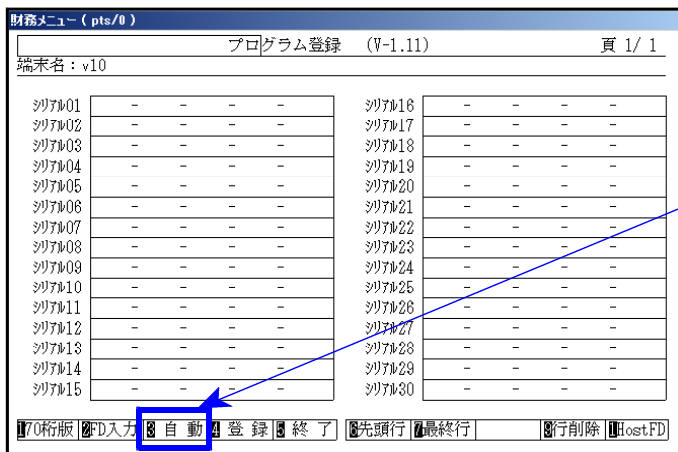 財務メニュー ( pts/0 )
プログラム登録 (V-1.11) 頁 1/ 1
端末名：v10
シリアル01 - - - - シリアル16 - - - -
シリアル02 - - - - シリアル17 - - - -
シリアル03 - - - - シリアル18 - - - -
シリアル04 - - - - シリアル19 - - - -
シリアル05 - - - - シリアル20 - - - -
シリアル06 - - - - シリアル21 - - - -
シリアル07 - - - - シリアル22 - - - -
シリアル08 - - - - シリアル23 - - - -
シリアル09 - - - - シリアル24 - - - -
シリアル10 - - - - シリアル25 - - - -
シリアル11 - - - - シリアル26 - - - -
シリアル12 - - - - シリアル27 - - - -
シリアル13 - - - - シリアル28 - - - -
シリアル14 - - - - シリアル29 - - - -
シリアル15 - - - - シリアル30 - - - -
1 70桁版 2 FD入力 3 自 動 4 登 録 5 終 了 6 先頭行 7 最終行 9 行削除 1 HostFD